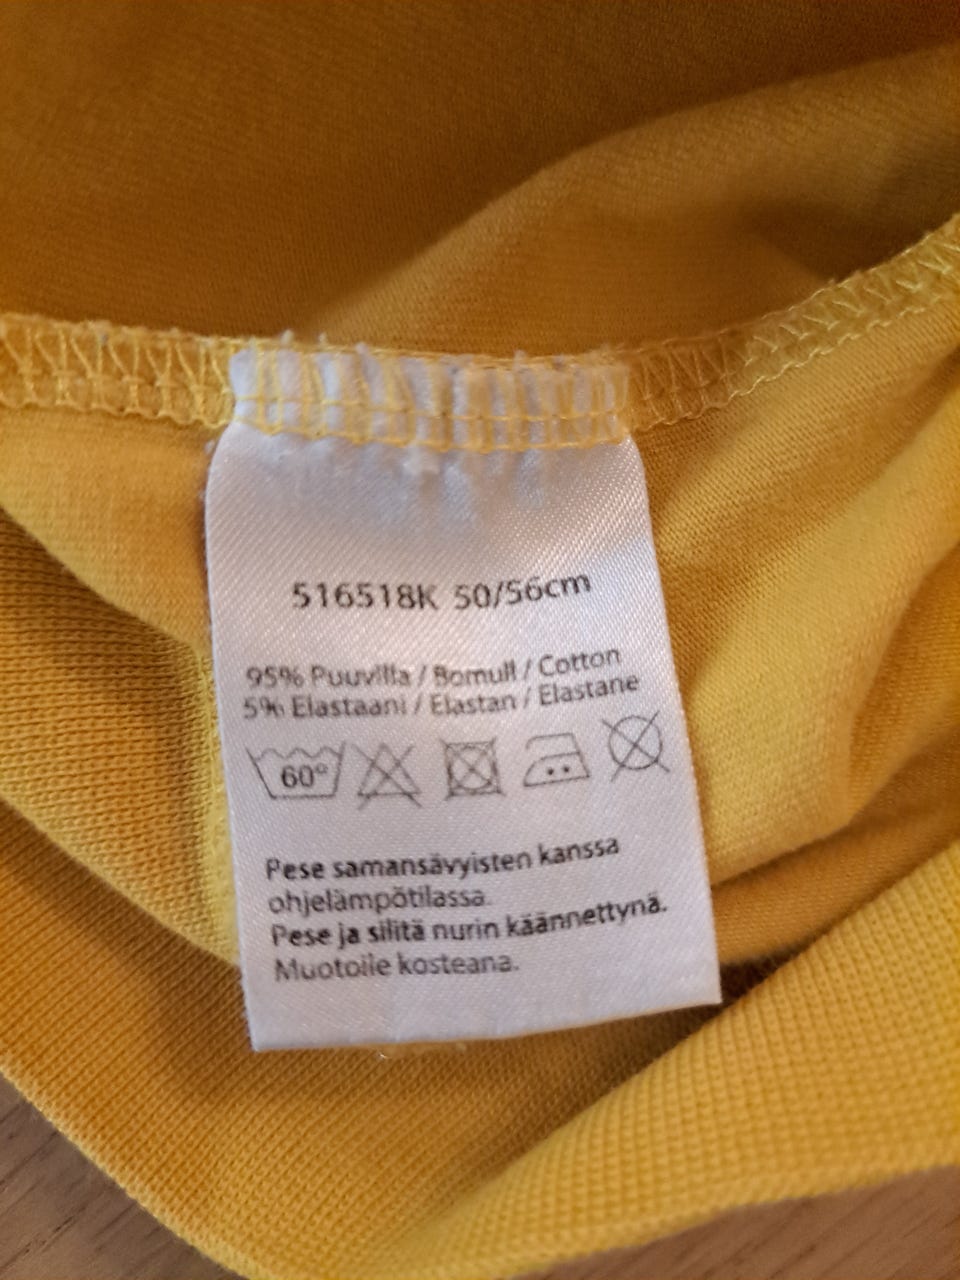 516518K 50/56cm
95% Puuvilla / Bomull / Cotton
5% Elastaani / Elastan / Elastane
60°
Pese samansävyisten kanssa
ohjelämpötilassa.
Pese ja silitä nurin käännettynä.
Muotoile kosteana.